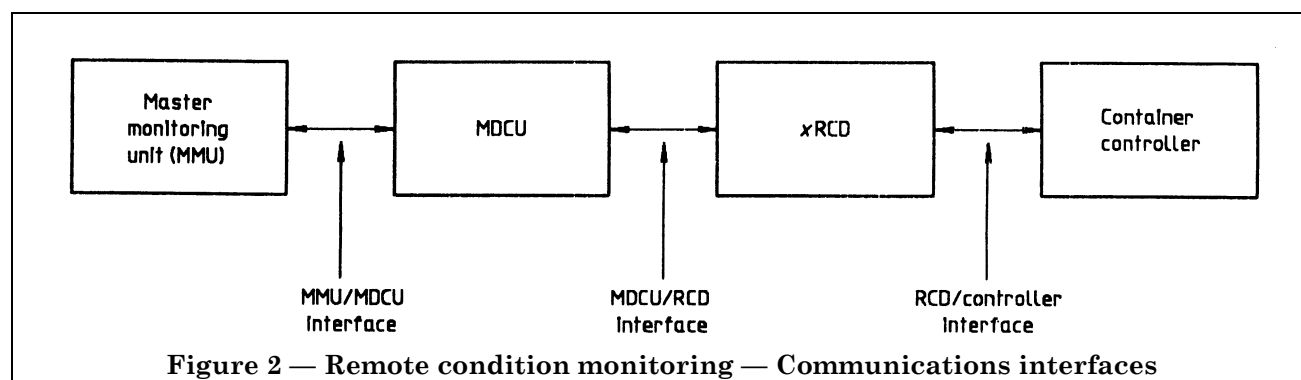 Master
monitoring
unit (MMU)
MDCU
xRCD
Container
controller
MMU/MDCU
interface
MDCU/RCD
interface
RCD/controller
interface
Figure 2 — Remote condition monitoring — Communications interfaces